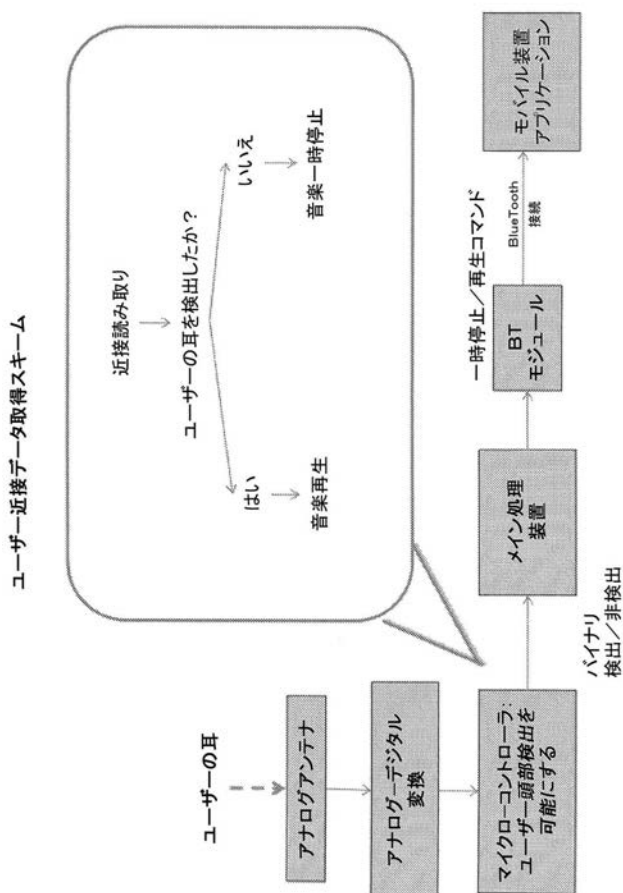 ユーザー近接データ取得スキーム
近接読み取り
ユーザーの耳を検出したか？
はい
いいえ
音楽再生
音楽一時停止
ユーザーの耳
アナログアンテナ
アナログ－デジタル
変換
マイクローコントローラ:
ユーザー頭部検出を
可能にする
バイナリ
検出／非検出
メイン処理
装置
一時停止／再生コマンド
BT
モジュール
BlueTooth
接続
モバイル装置
アプリケーション